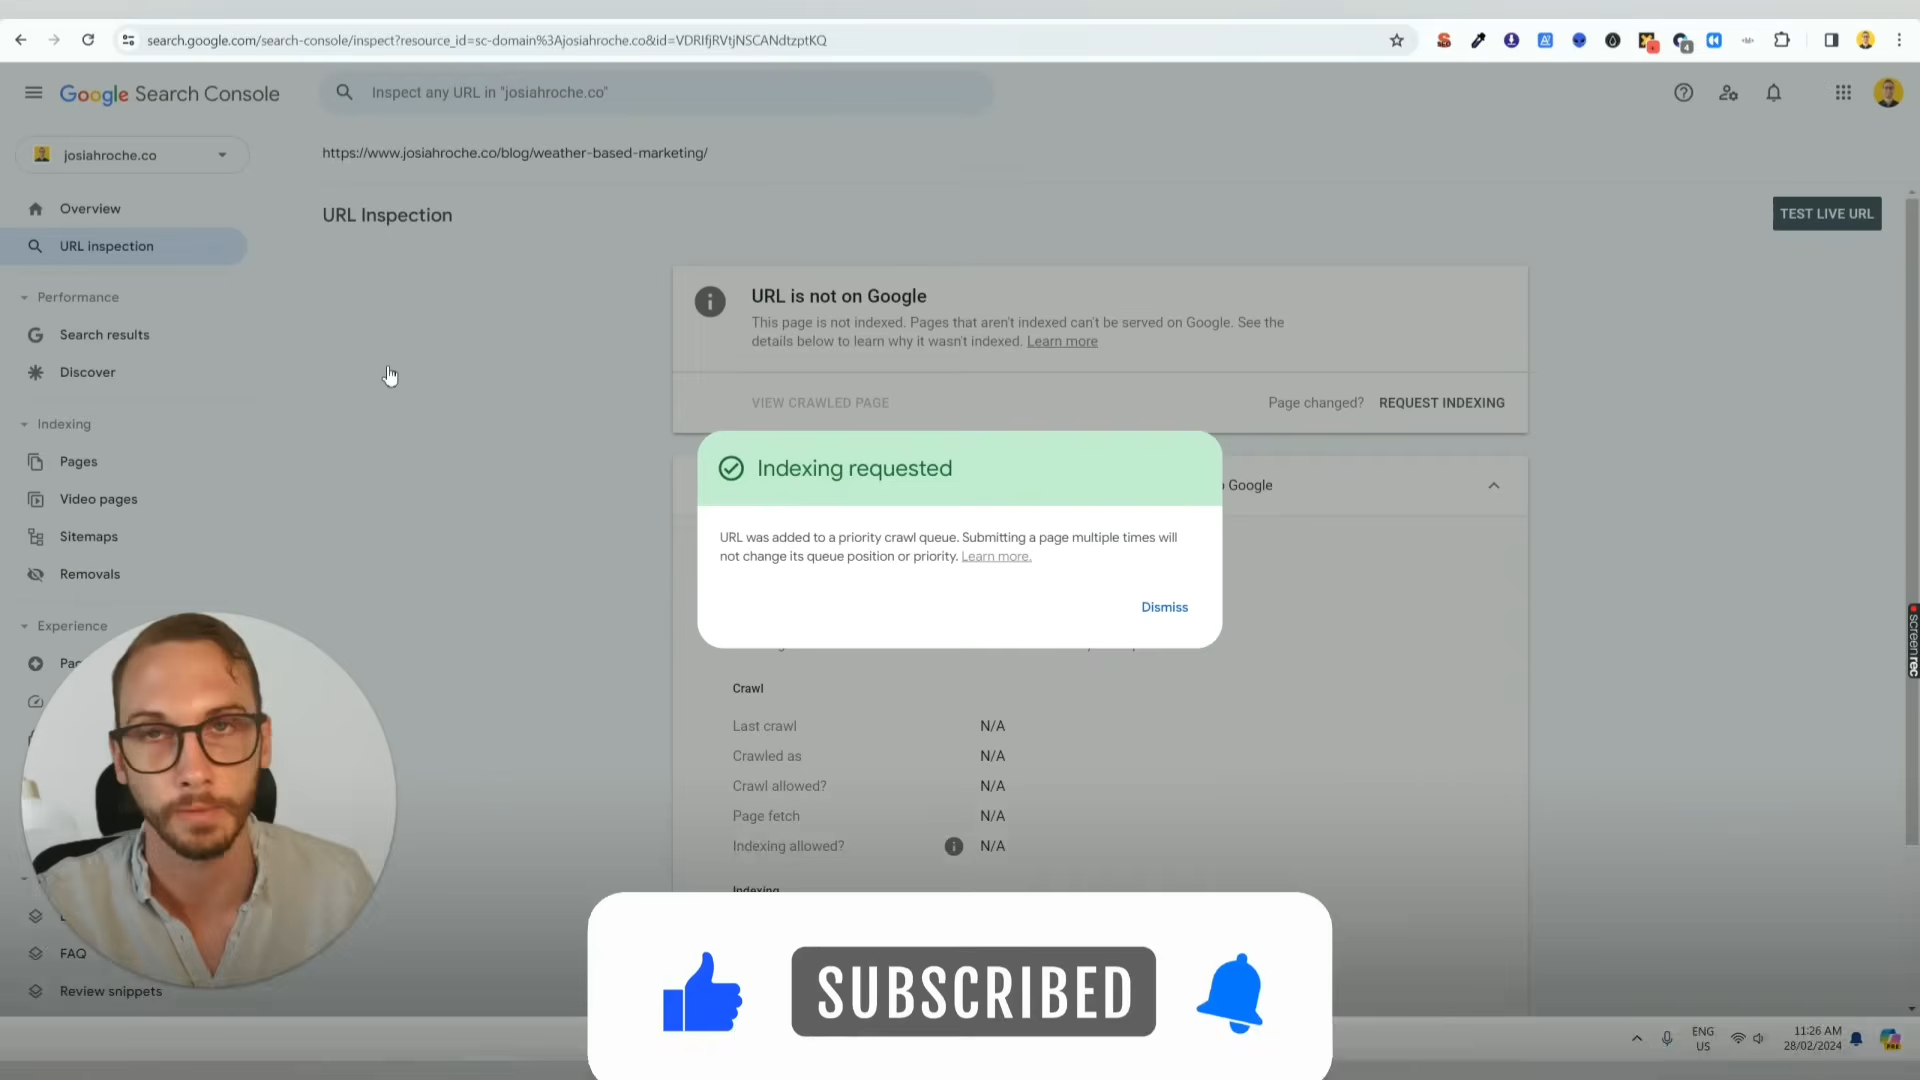 search.google.com/search-console/inspect?resource_id=sc-domain%3Ajosiahroche.co&id=VDRIfjRVtjNSCANdtzptKQ
4
Google Search Console
Inspect any URL in "josiahroche.co"
josiahroche.co
https://www.josiahroche.co/blog/weather-based-marketing/
Overview
URL Inspection
TEST LIVE URL
URL inspection
Performance
URL is not on Google
This page is not indexed. Pages that aren't indexed can't be served on Google. See the
details below to learn why it wasn't indexed. Learn more
Search results
Discover
VIEW CRAWLED PAGE
Page changed? REQUEST INDEXING
Indexing
Pages
Indexing requested
Google
Video pages
Sitemaps
URL was added to a priority crawl queue. Submitting a page multiple times will
not change its queue position or priority. Learn more.
Removals
Dismiss
Experience
screenrec
Crawl
Last crawl N/A
Crawled as N/A
Crawl allowed? N/A
Page fetch N/A
Indexing allowed? N/A
Indexing
FAQ
Review snippets
SUBSCRIBED
ENG
US
11:26 AM
28/02/2024
PRE